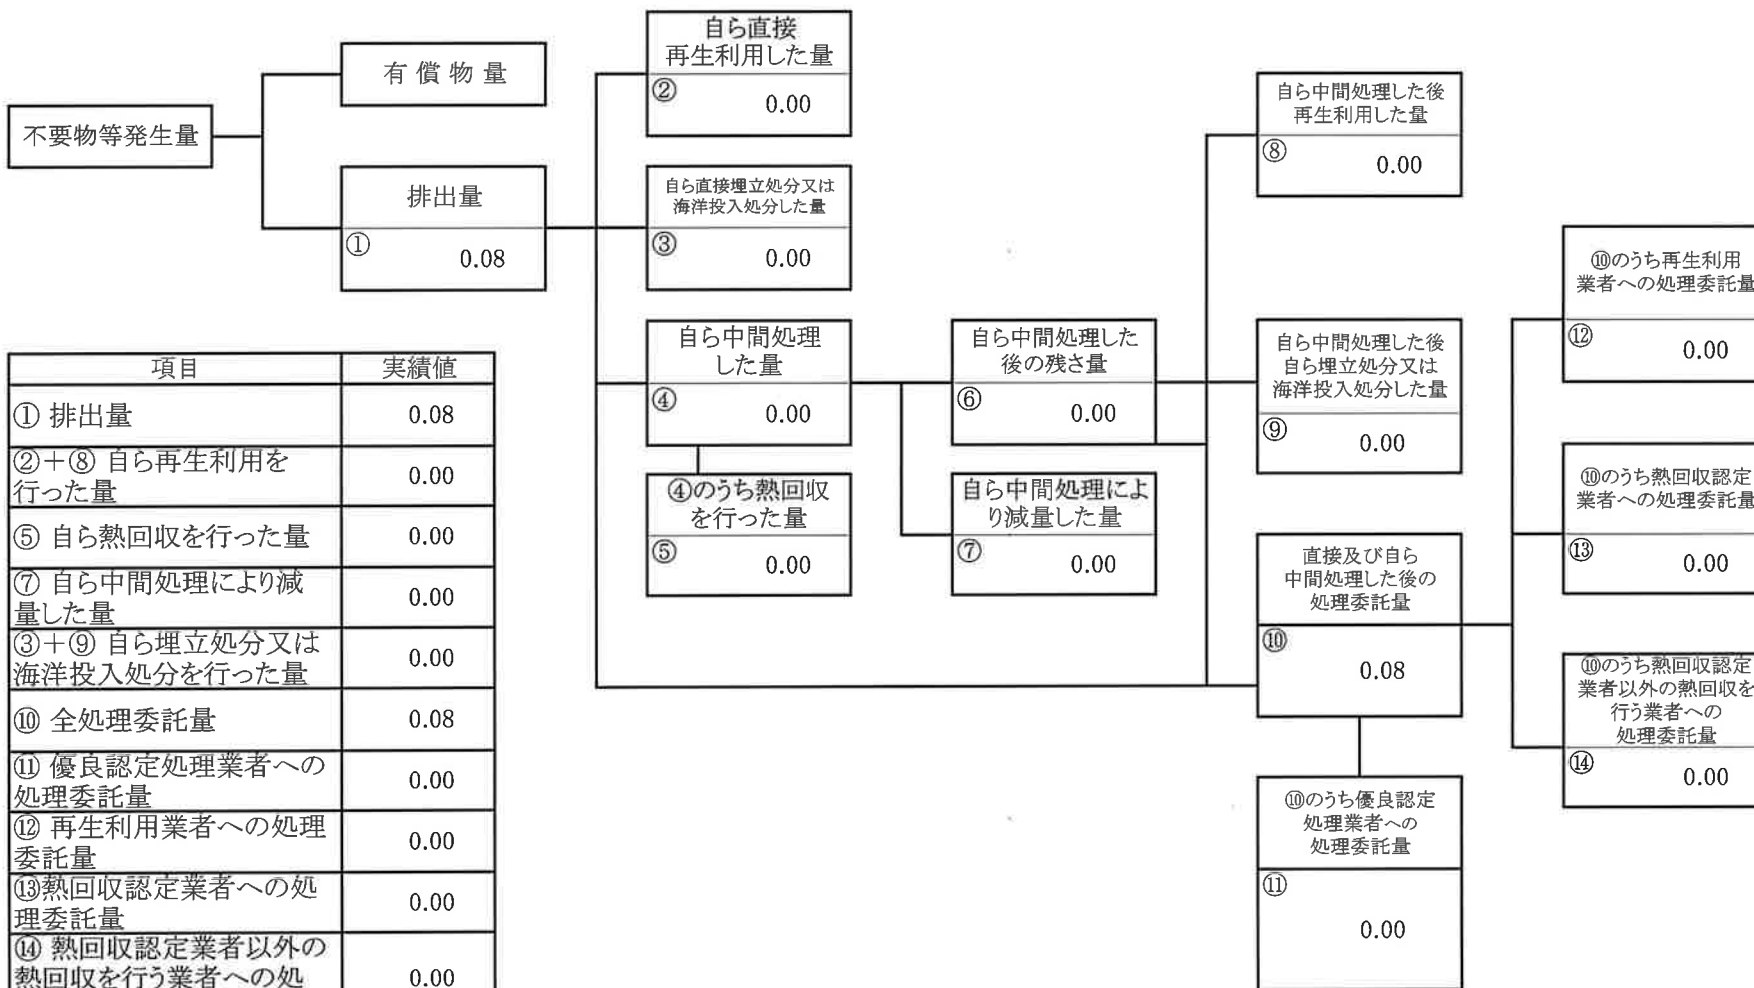 不要物等発生量
有償物量
排出量
①
0.08
自ら直接
再生利用した量
②
0.00
自ら直接埋立処分又は
海洋投入処分した量
③
0.00
自ら中間処理
した量
④
0.00
④のうち熱回収
を行った量
⑤
0.00
自ら中間処理した
後の残さ量
⑥
0.00
自ら中間処理によ
り減量した量
⑦
0.00
自ら中間処理した後
再生利用した量
⑧
0.00
自ら中間処理した後
自ら埋立処分又は
海洋投入処分した量
⑨
0.00
直接及び自ら
中間処理した後の
処理委託量
⑩
0.08
⑩のうち優良認定
処理業者への
処理委託量
⑪
0.00
⑩のうち再生利用
業者への処理委託量
⑫
0.00
⑩のうち熱回収認定
業者への処理委託量
⑬
0.00
⑩のうち熱回収認定
業者以外の熱回収を
行う業者への
処理委託量
⑭
0.00
項目 実績値
① 排出量 0.08
②+⑧ 自ら再生利用を
行った量 0.00
⑤ 自ら熱回収を行った量 0.00
⑦ 自ら中間処理により減
量した量 0.00
③+⑨ 自ら埋立処分又は
海洋投入処分を行った量 0.00
⑩ 全処理委託量 0.08
⑪ 優良認定処理業者への
処理委託量 0.00
⑫ 再生利用業者への処理
委託量 0.00
⑬熱回収認定業者への処
理委託量 0.00
⑭ 熱回収認定業者以外の
熱回収を行う業者への処 0.00